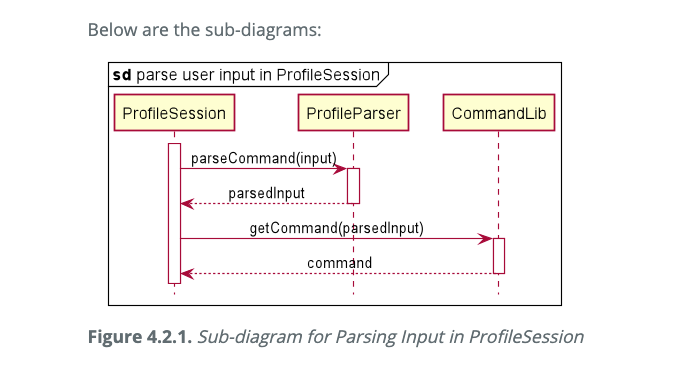 Below are the sub-diagrams:
sd parse user input in ProfileSession
ProfileSession
ProfileParser
CommandLib
parseCommand(input)
parsedInput
getCommand(parsedInput)
command
Figure 4.2.1. Sub-diagram for Parsing Input in ProfileSession